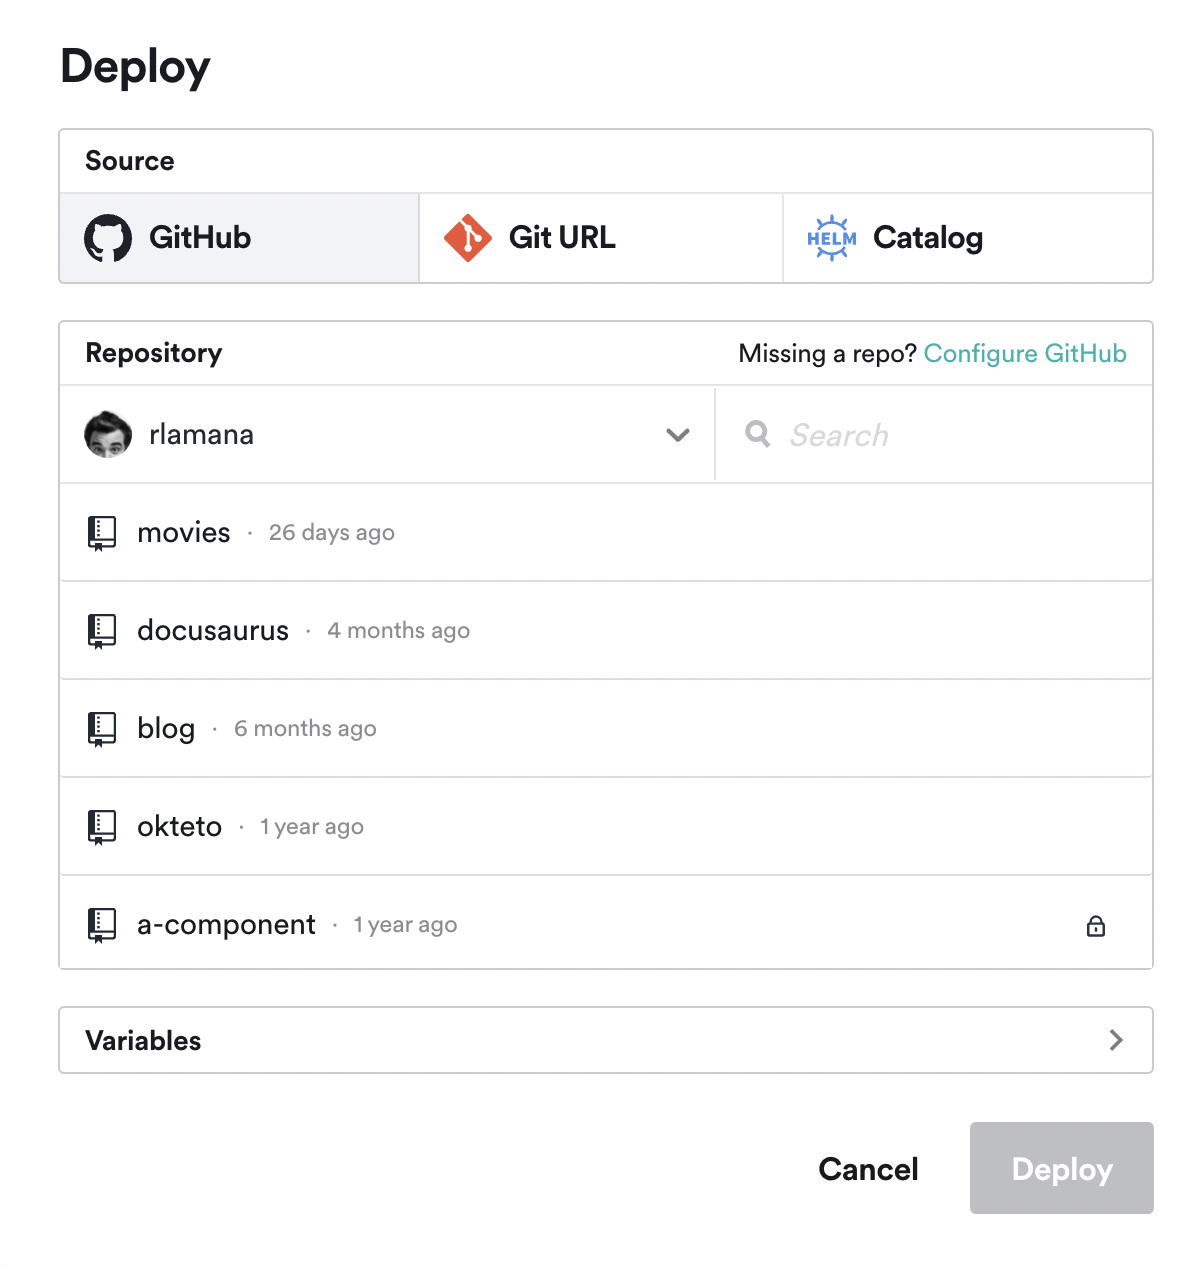 Deploy
Source
GitHub
Git URL
HELM
Catalog
Repository
Missing a repo? Configure GitHub
rlamana
Search
movies · 26 days ago
docusaurus · 4 months ago
blog · 6 months ago
okteto · 1 year ago
a-component · 1 year ago
Variables
Cancel
Deploy